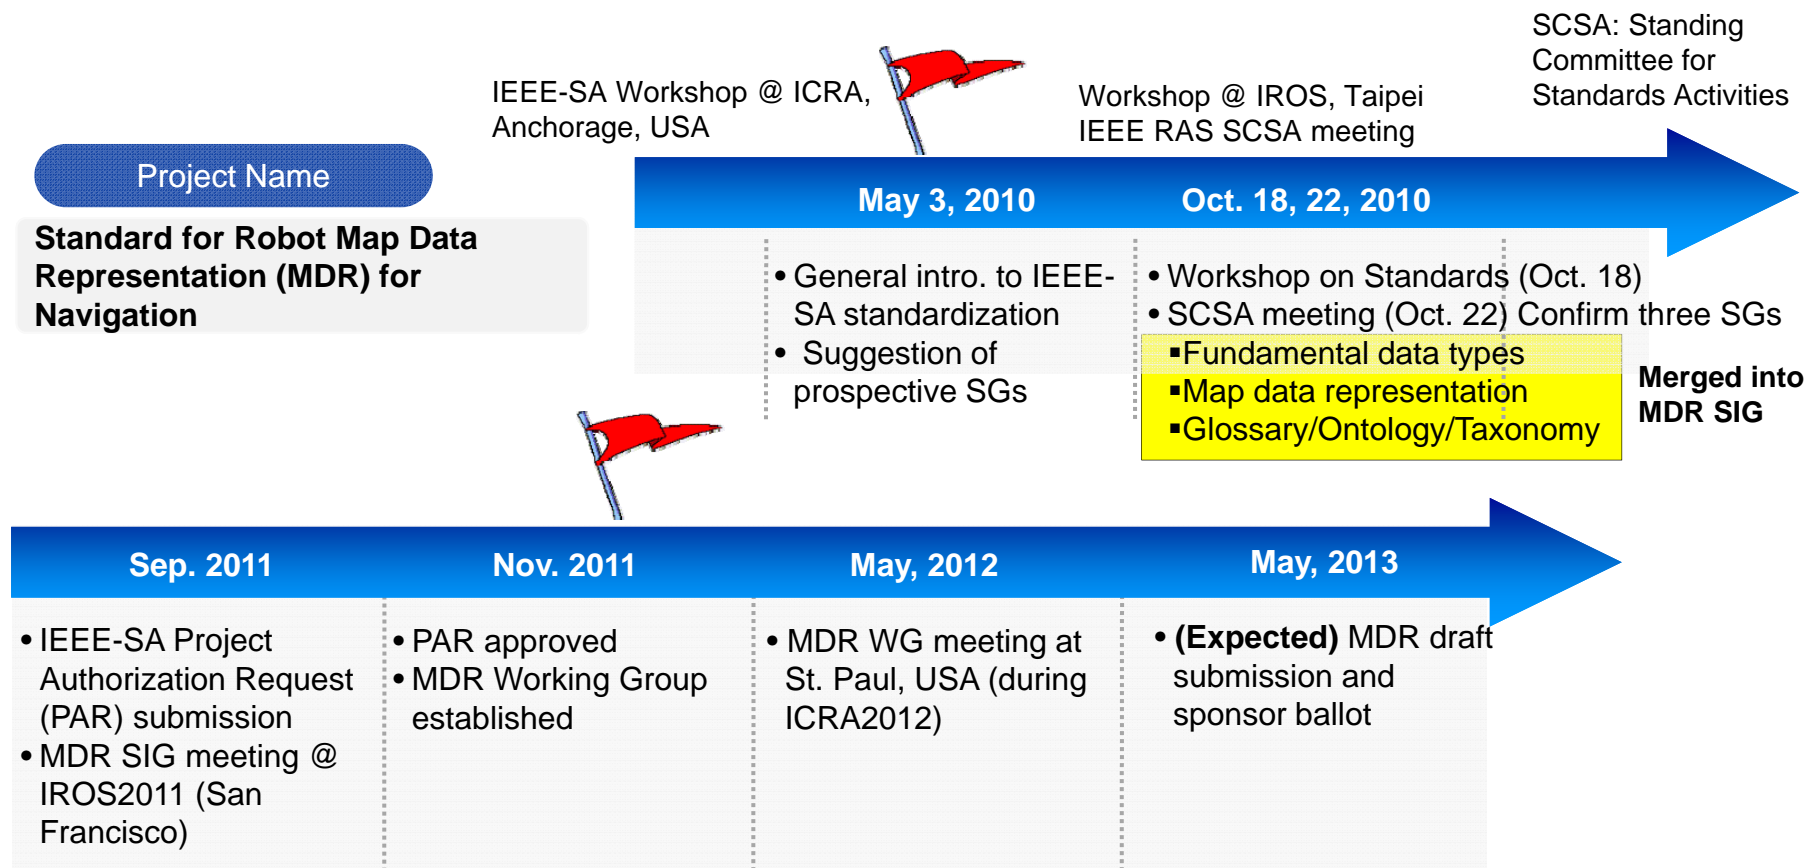 SCSA: Standing
Committee for
Standards Activities
IEEE-SA Workshop @ ICRA,
Anchorage, USA
Workshop @ IROS, Taipei
IEEE RAS SCSA meeting
Project Name
Standard for Robot Map Data
Representation (MDR) for
Navigation
May 3, 2010
Oct. 18, 22, 2010
• General intro. to IEEE-
SA standardization
• Suggestion of
prospective SGs
• Workshop on Standards (Oct. 18)
• SCSA meeting (Oct. 22) Confirm three SGs
▪Fundamental data types
▪Map data representation
▪Glossary/Ontology/Taxonomy
Merged into
MDR SIG
Sep. 2011
Nov. 2011
May, 2012
May, 2013
• IEEE-SA Project
Authorization Request
(PAR) submission
• MDR SIG meeting @
IROS2011 (San
Francisco)
• PAR approved
• MDR Working Group
established
• MDR WG meeting at
St. Paul, USA (during
ICRA2012)
• (Expected) MDR draft
submission and
sponsor ballot